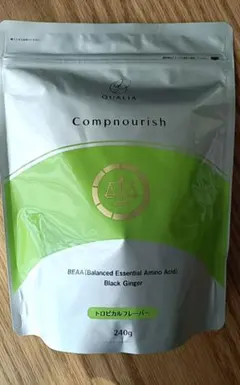 QUALIA
Compnourish
BEAA(Balanced Essential Amino Acid)
Black Ginger
トロピカルフレーバー
240g